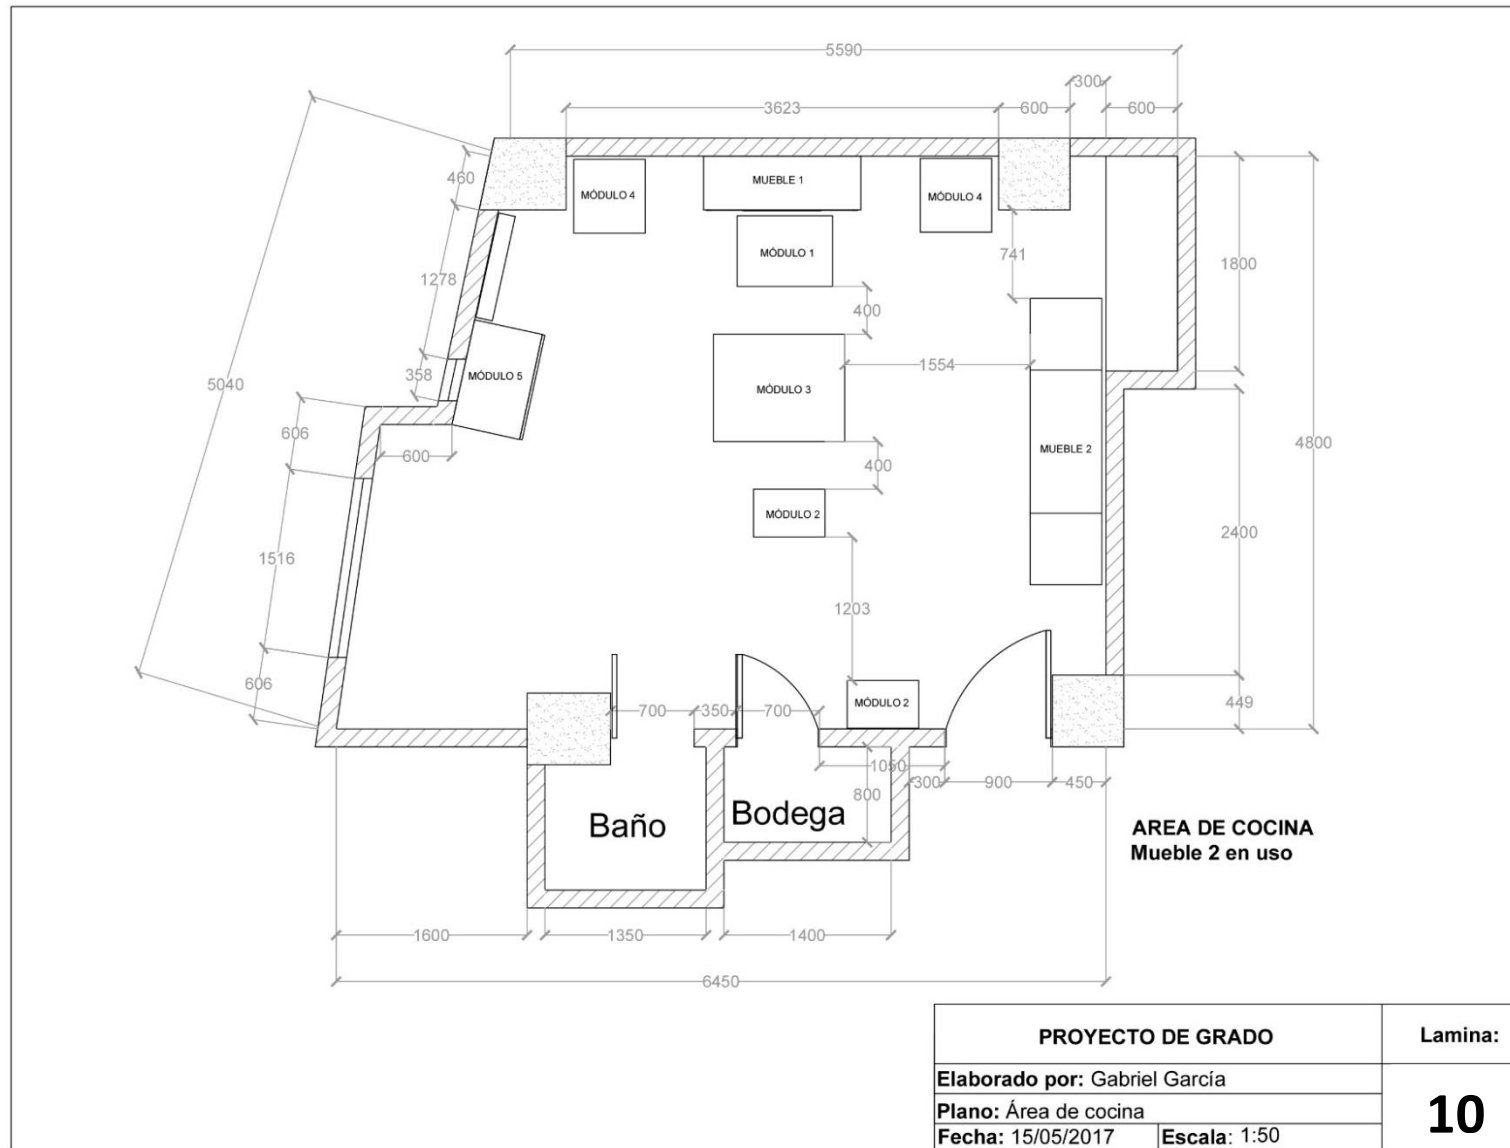 5590
300
3623
600
600
460
MÓDULO 4
MUEBLE 1
MÓDULO 4
MÓDULO 1
741
1800
1278
400
1554
358
MÓDULO 5
5040
MÓDULO 3
606
4800
600
400
MUEBLE 2
MÓDULO 2
2400
1516
1203
606
700
350
700
MÓDULO 2
449
1050
300
900
450
800
Baño
Bodega
AREA DE COCINA
Mueble 2 en uso
1600
1350
1400
6450
PROYECTO DE GRADO
Lamina:
Elaborado por: Gabriel García
Plano: Área de cocina
10
Fecha: 15/05/2017
Escala: 1:50